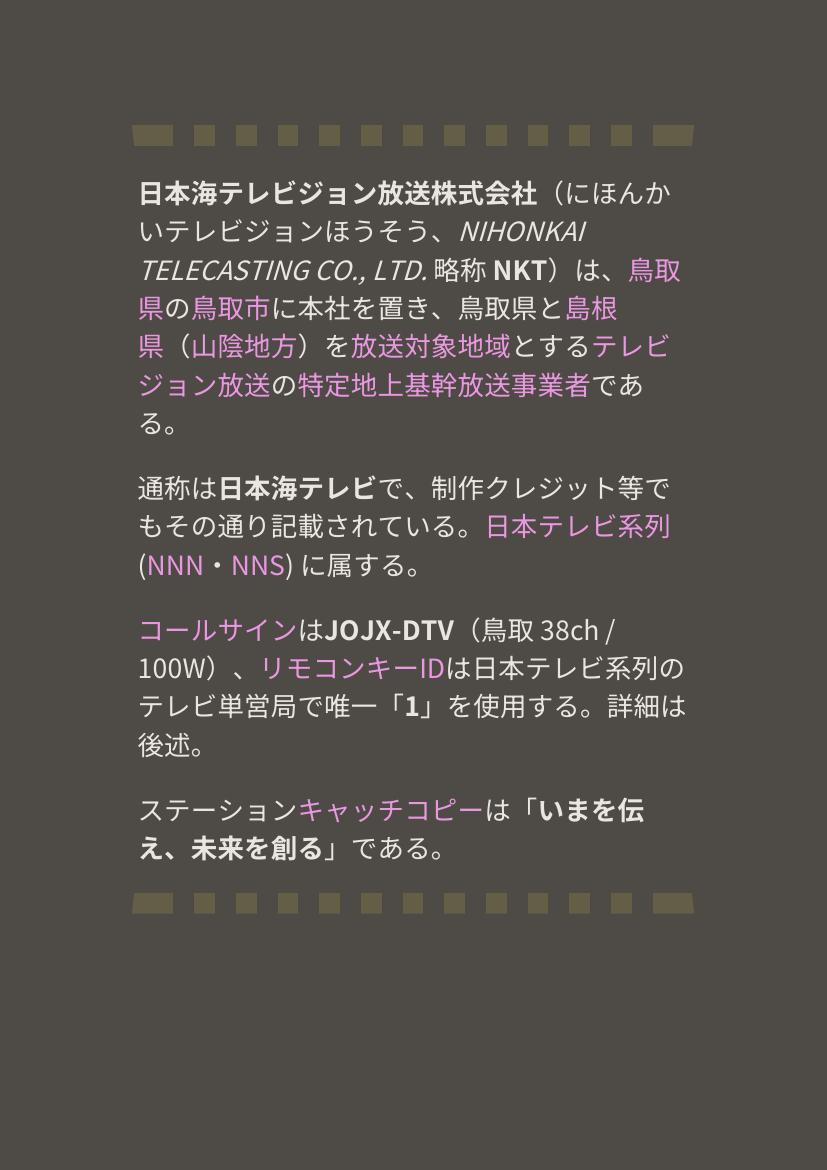 日本海テレビジョン放送株式会社（にほんか
いテレビジョンほうそう、NIHONKAI
TELECASTING CO., LTD. 略称 NKT）は、鳥取
県の鳥取市に本社を置き、鳥取県と島根
県（山陰地方）を放送対象地域とするテレビ
ジョン放送の特定地上基幹放送事業者であ
る。
通称は日本海テレビで、制作クレジット等で
もその通り記載されている。日本テレビ系列
(NNN・NNS) に属する。
コールサインはJOJX-DTV（鳥取 38ch /
100W）、リモコンキーIDは日本テレビ系列の
テレビ単営局で唯一「1」を使用する。詳細は
後述。
ステーションキャッチコピーは「いまを伝
え、未来を創る」である。